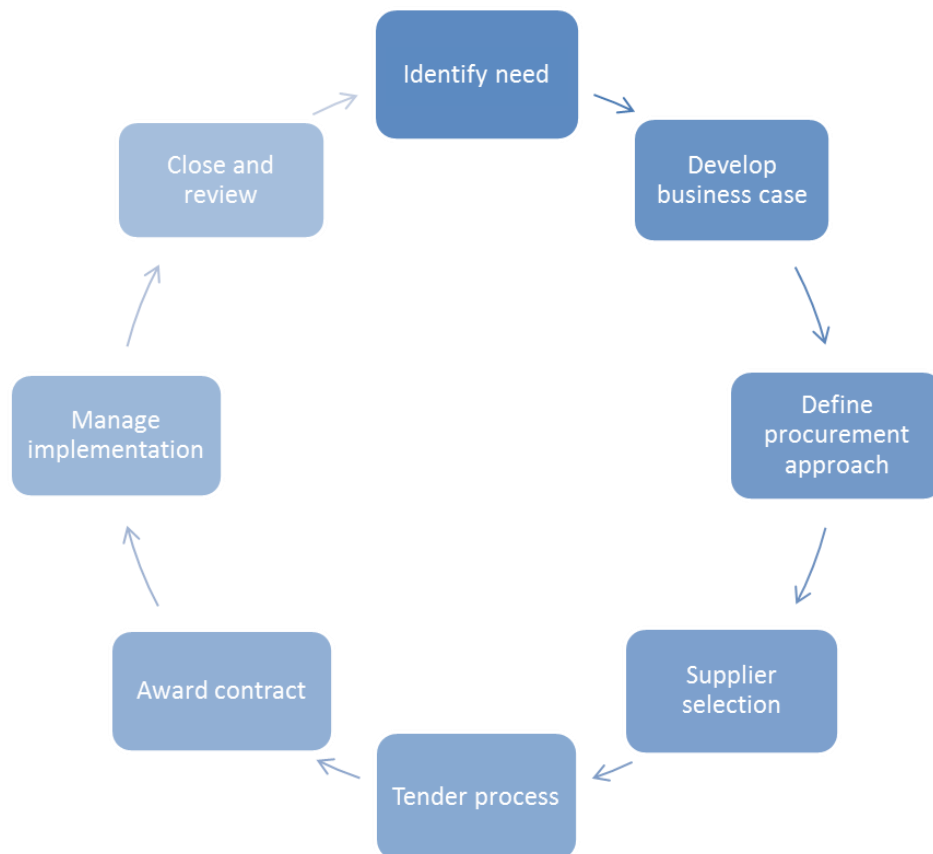 Identify need
Develop
business case
Define
procurement
approach
Supplier
selection
Tender process
Award contract
Manage
implementation
Close and
review